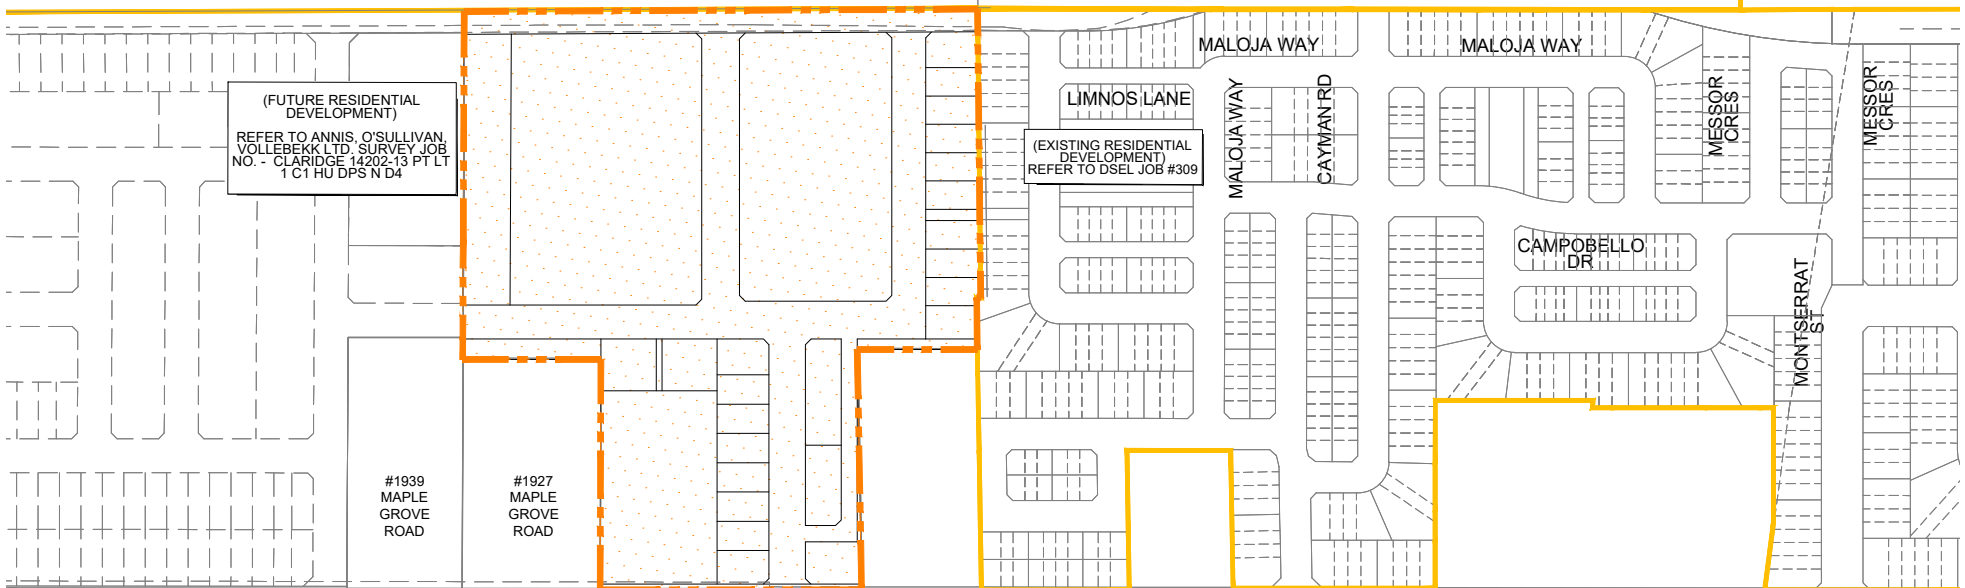 (FUTURE RESIDENTIAL
DEVELOPMENT)
REFER TO ANNIS, O'SULLIVAN,
VOLLEBEKK LTD. SURVEY JOB
NO. - CLARIDGE 14202-13 PT LT
1 C1 HU DPS N D4
MALOJA WAY
MALOJA WAY
LIMNOS LANE
(EXISTING RESIDENTIAL
DEVELOPMENT)
REFER TO DSEL JOB #309
MALOJA WAY
CAYMAN RD
MESSOR
CRES
MESSOR
CRES
CAMPOBELLO
DR
MONTSERRAT
ST
#1939
MAPLE
GROVE
ROAD
#1927
MAPLE
GROVE
ROAD